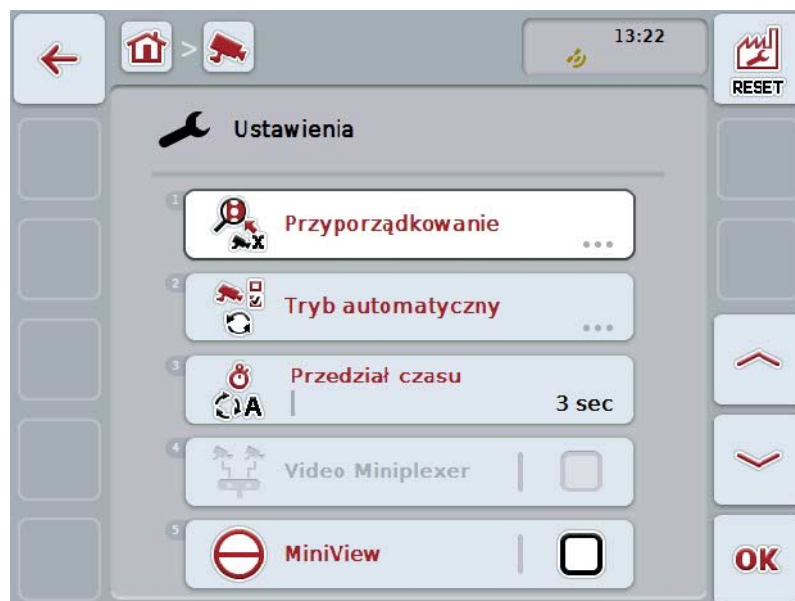 13:22
RESET
Ustawienia
1
Przyporządkowanie
...
2
Tryb automatyczny
...
3
Przedział czasu
A
3 sec
4
Video Miniplexer
5
MiniView
OK